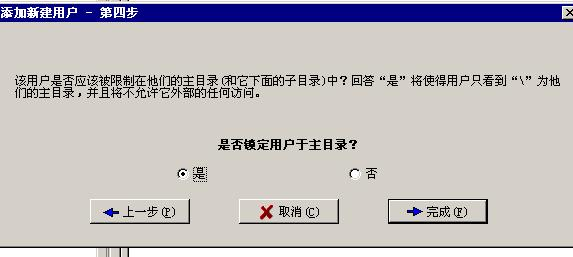 添加新建用户 - 第四步
该用户是否应该被限制在他们的主目录(和它下面的子目录)中？回答“是”将使得用户只看到“\”为他
们的主目录，并且将不允许它外部的任何访问。
是否锁定用户于主目录？
是 否
上一步(P) 取消(C) 完成(F)